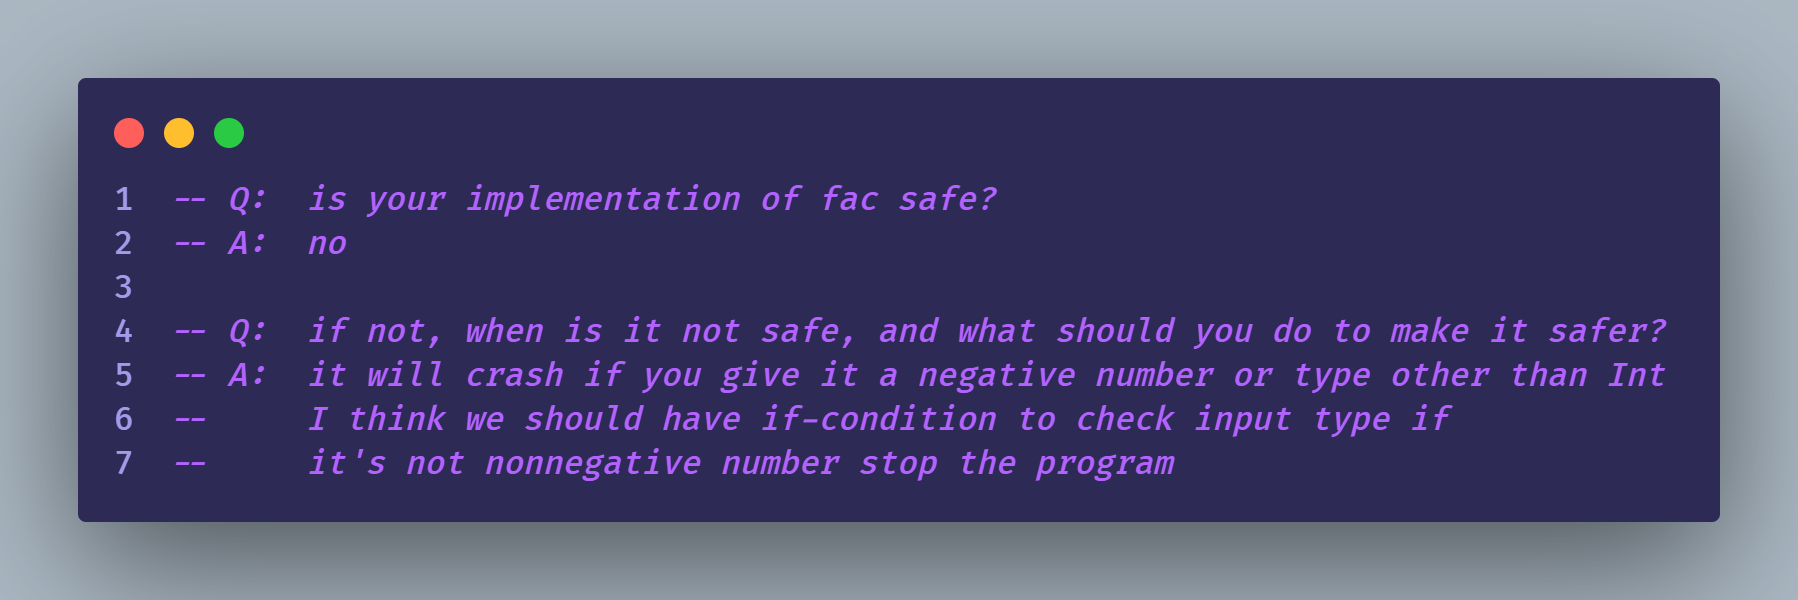 1 -- Q:  is your implementation of fac safe?
2 -- A:  no
3
4 -- Q:  if not, when is it not safe, and what should you do to make it safer?
5 -- A:  it will crash if you give it a negative number or type other than Int
6 --     I think we should have if-condition to check input type if
7 --     it's not nonnegative number stop the program